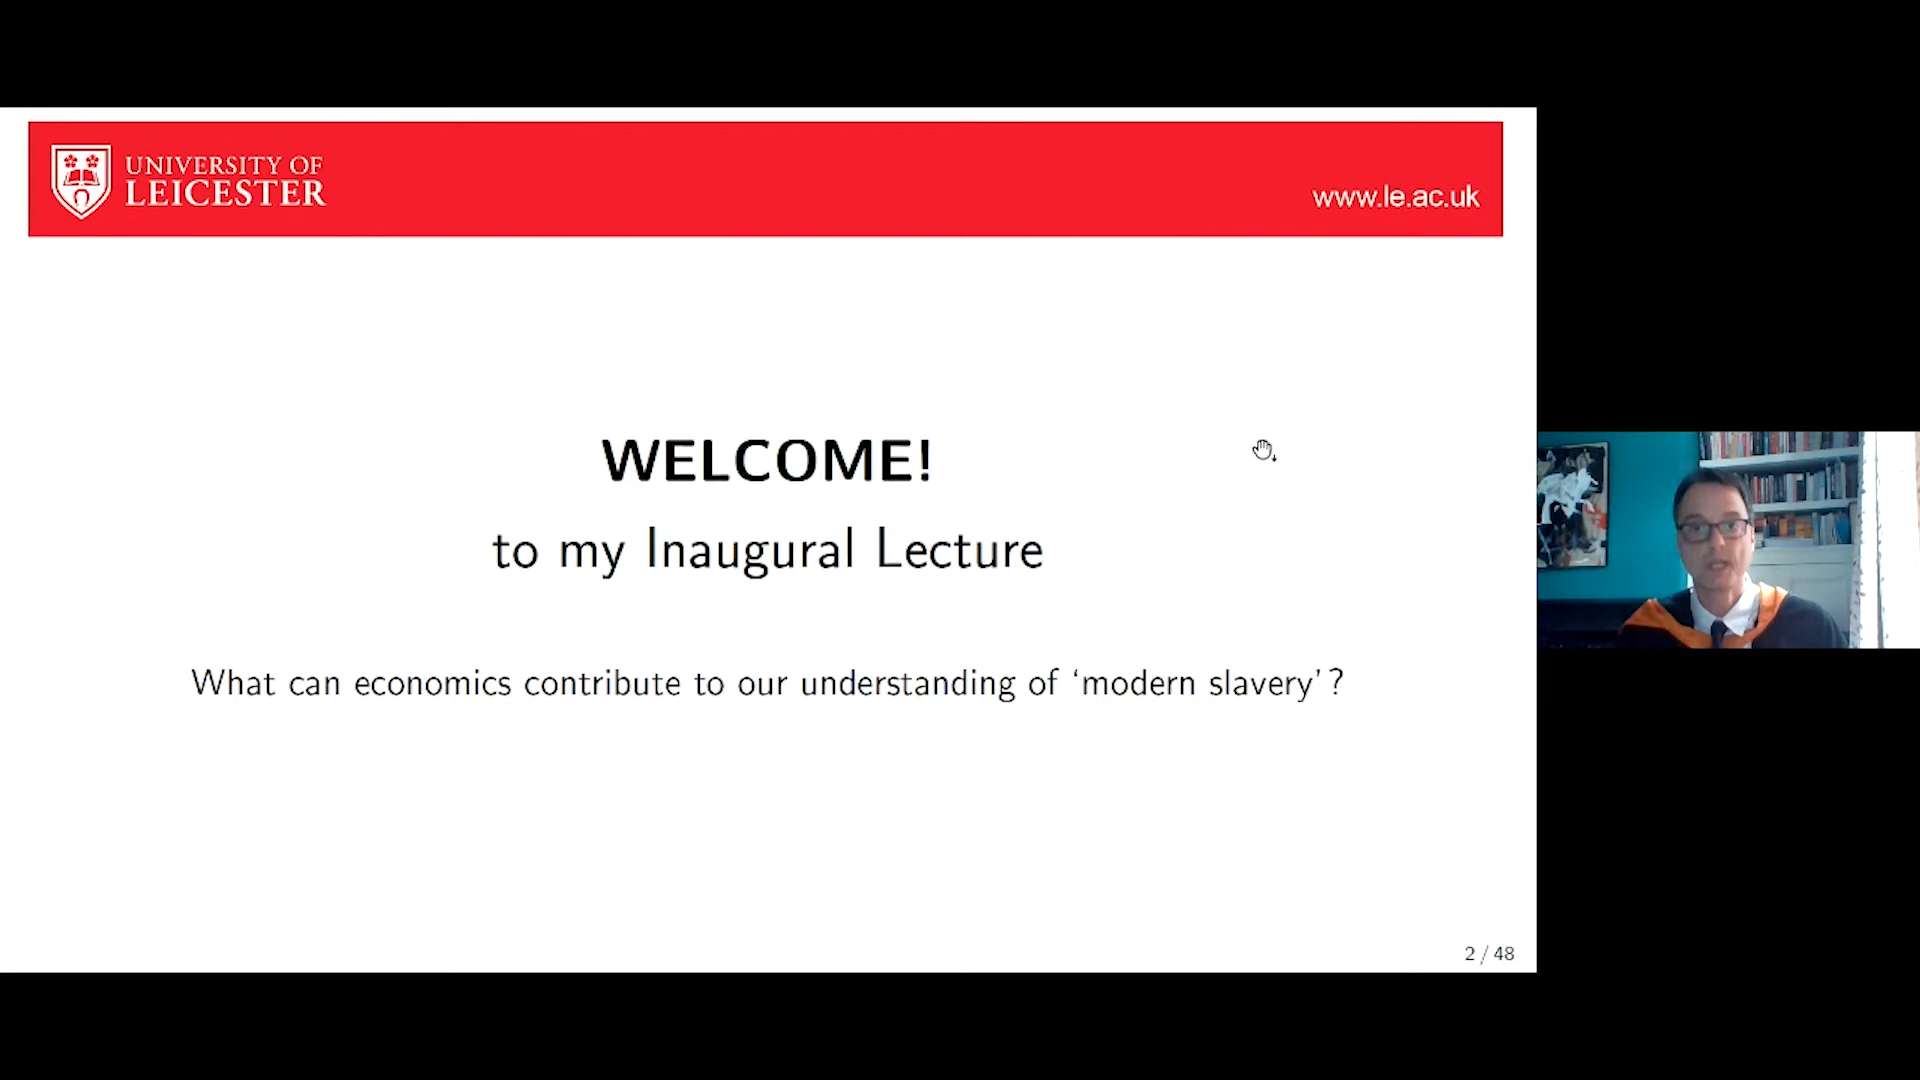 UNIVERSITY OF
LEICESTER
www.le.ac.uk
WELCOME!
to my Inaugural Lecture
What can economics contribute to our understanding of ‘modern slavery’?
2 / 48